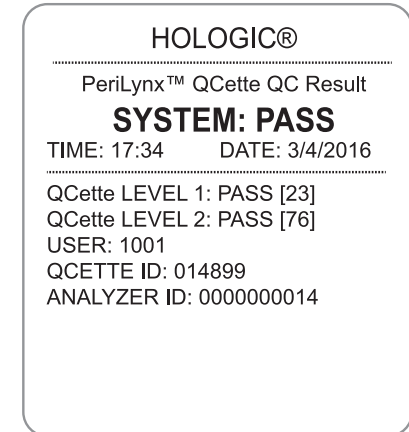 HOLOGIC®
PeriLynx™ QCette QC Result
SYSTEM: PASS
TIME: 17:34 DATE: 3/4/2016
QCette LEVEL 1: PASS [23]
QCette LEVEL 2: PASS [76]
USER: 1001
QCETTE ID: 014899
ANALYZER ID: 0000000014